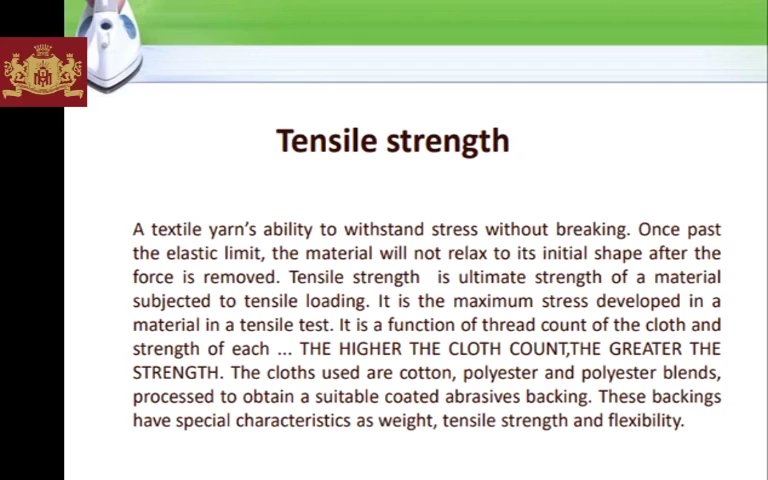 Tensile strength
A textile yarn’s ability to withstand stress without breaking. Once past
the elastic limit, the material will not relax to its initial shape after the
force is removed. Tensile strength is ultimate strength of a material
subjected to tensile loading. It is the maximum stress developed in a
material in a tensile test. It is a function of thread count of the cloth and
strength of each ... THE HIGHER THE CLOTH COUNT,THE GREATER THE
STRENGTH. The cloths used are cotton, polyester and polyester blends,
processed to obtain a suitable coated abrasives backing. These backings
have special characteristics as weight, tensile strength and flexibility.